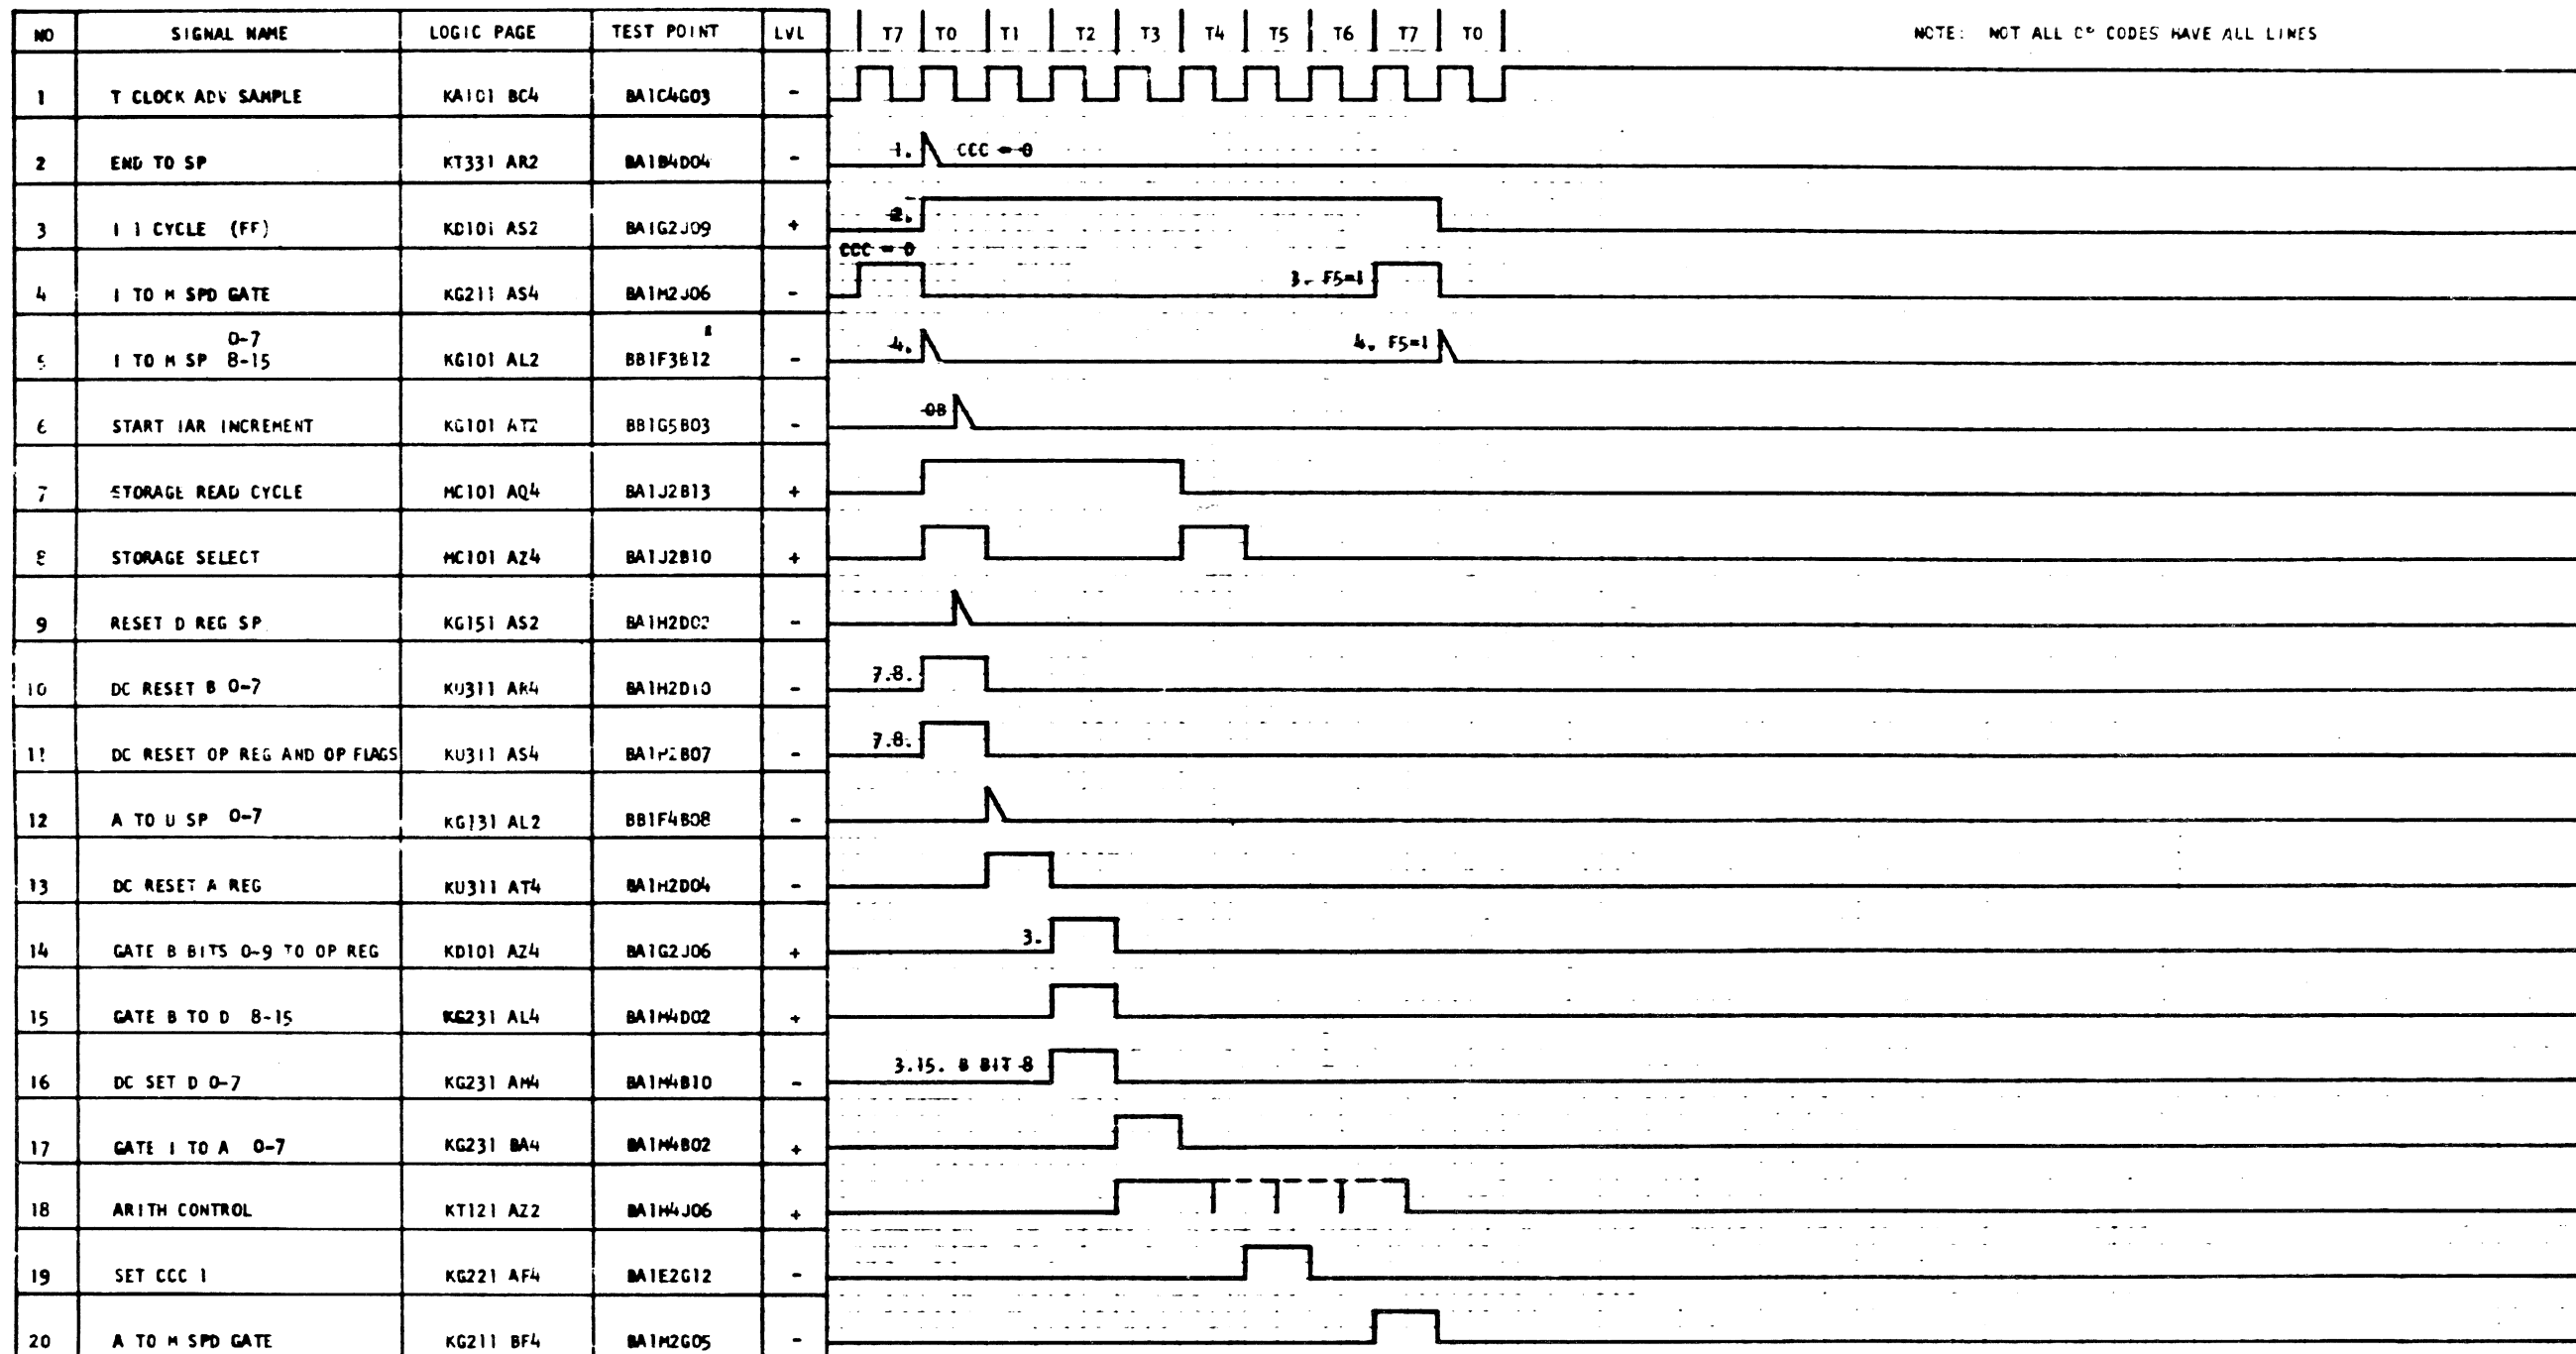 NO SIGNAL NAME LOGIC PAGE TEST POINT LVL T7 T0 T1 T2 T3 T4 T5 T6 T7 T0 NOTE: NOT ALL OP CODES HAVE ALL LINES
1 T CLOCK ADV SAMPLE KA101 BC4 BA1C4G03 -
2 END TO SP KT331 AR2 BA1B4D04 - 1. CCC = 0
3 I 1 CYCLE (FF) KD101 AS2 BA1G2J09 + 2.
CCC = 0
4 I TO M SPD GATE KG211 AS4 BA1M2J06 - 3. F5=1
0-7
5 I TO M SP 8-15 KG101 AL2 BB1F3B12 - 4. 4. F5=1
6 START IAR INCREMENT KG101 AT2 BB1G5B03 - 0B
7 STORAGE READ CYCLE MC101 AQ4 BA1J2B13 +
8 STORAGE SELECT MC101 AZ4 BA1J2B10 +
9 RESET D REG SP KG151 AS2 BA1H2D02 -
10 DC RESET B 0-7 KU311 AR4 BA1H2D10 - 7.8.
11 DC RESET OP REG AND OP FLAGS KU311 AS4 BA1H2B07 - 7.8.
12 A TO U SP 0-7 KG131 AL2 BB1F4B08 -
13 DC RESET A REG KU311 AT4 BA1H2D04 -
14 GATE B BITS 0-9 TO OP REG KD101 AZ4 BA1G2J06 + 3.
15 GATE B TO D 8-15 KG231 AL4 BA1M4D02 +
16 DC SET D 0-7 KG231 AM4 BA1M4B10 - 3.15. B BIT 8
17 GATE I TO A 0-7 KG231 BA4 BA1M4B02 +
18 ARITH CONTROL KT121 AZ2 BA1H4J06 +
19 SET CCC 1 KG221 AF4 BA1E2G12 -
20 A TO M SPD GATE KG211 BF4 BA1M2G05 -